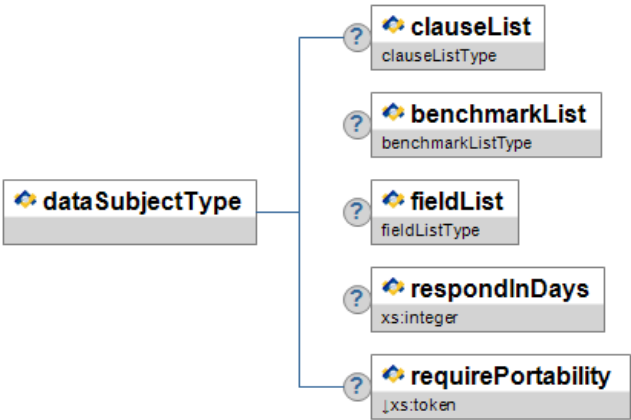 ?
clauseList
clauseListType
?
benchmarkList
benchmarkListType
dataSubjectType
?
fieldList
fieldListType
?
respondInDays
xs:integer
?
requirePortability
↓xs:token